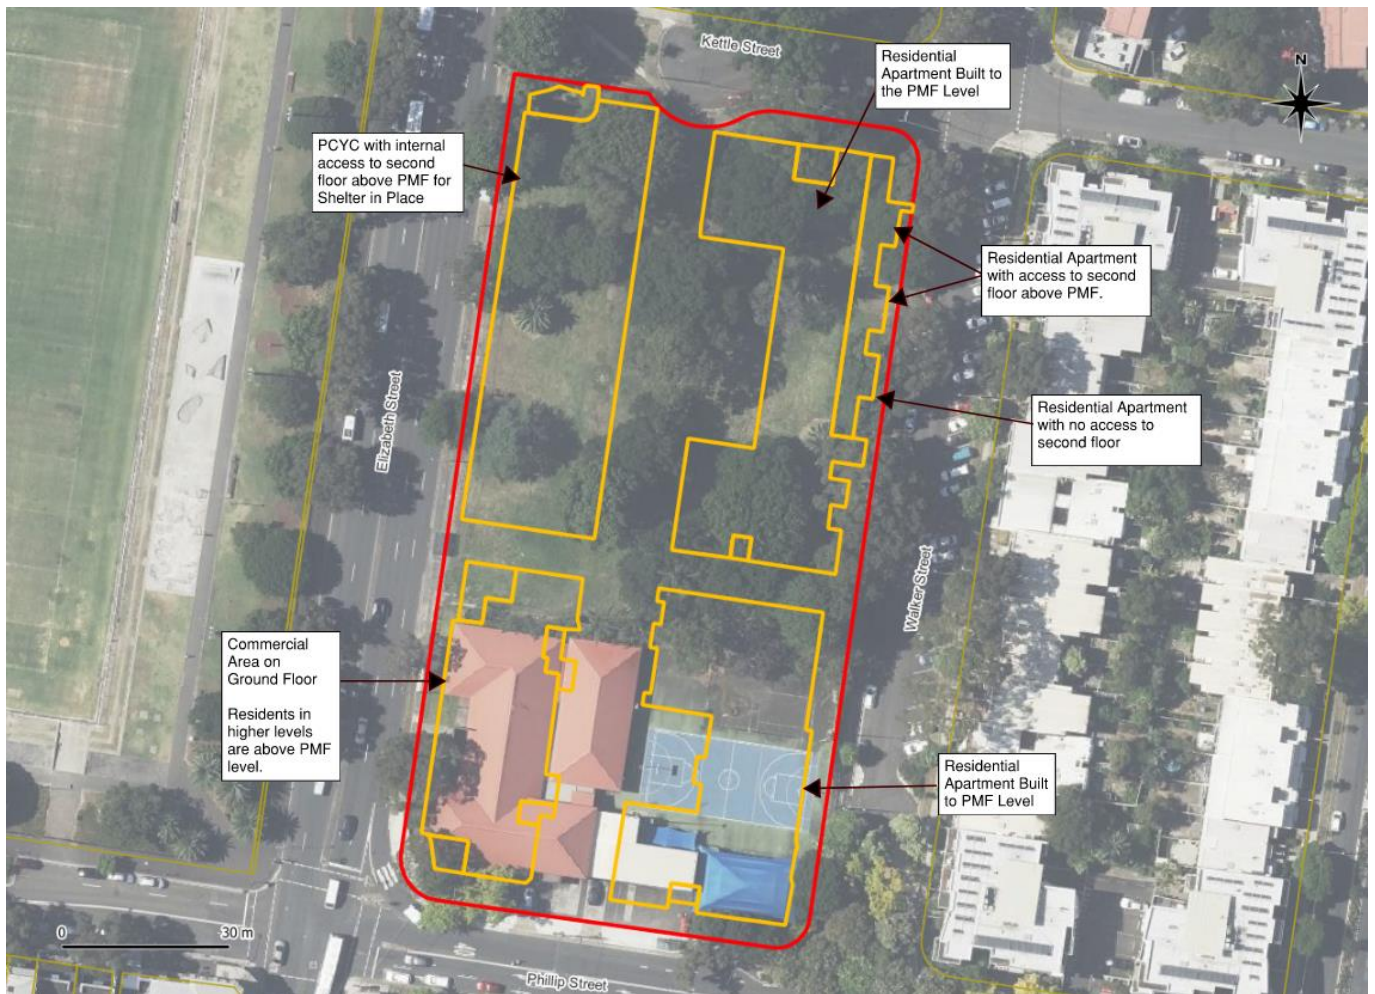 Kettle Street
N
Residential
Apartment Built to
the PMF Level
PCYC with internal
access to second
floor above PMF for
Shelter in Place
Residential Apartment
with access to second
floor above PMF.
Elizabeth Street
Residential Apartment
with no access to
second floor
Walker Street
Commercial
Area on
Ground Floor
Residents in
higher levels
are above PMF
level.
Residential
Apartment Built
to PMF Level
0 30 m
Phillip Street